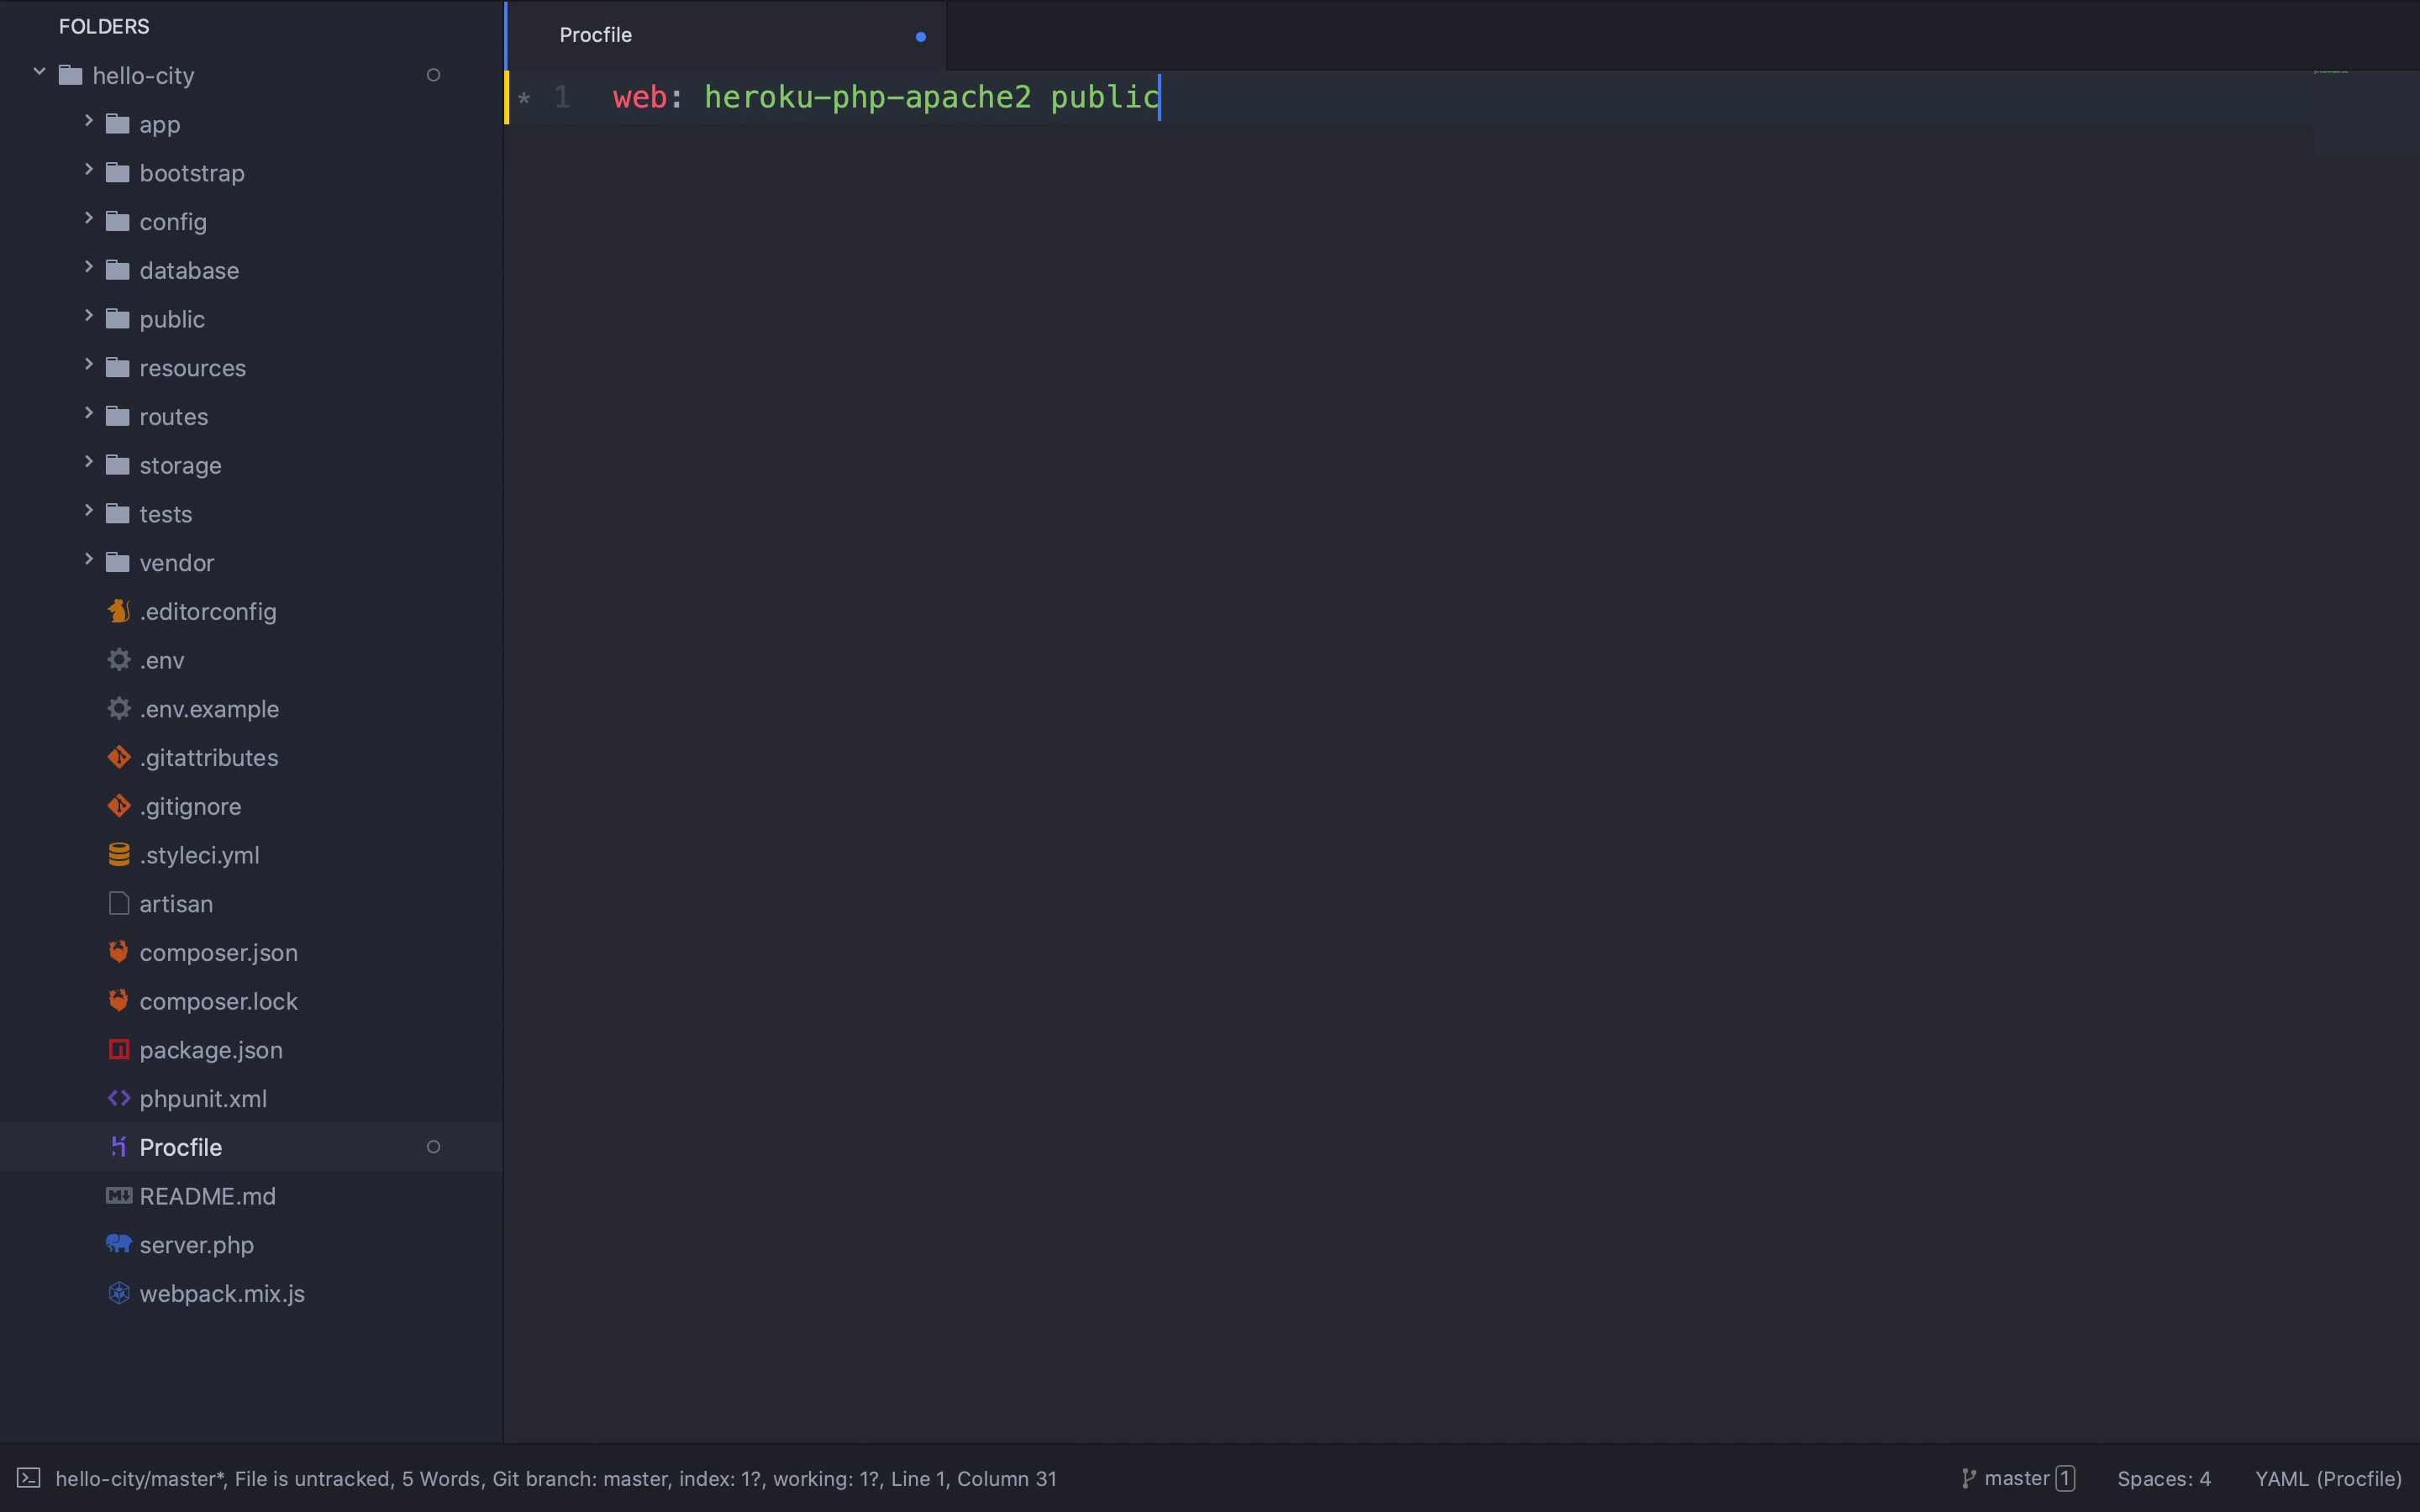 FOLDERS
hello-city
app
bootstrap
config
database
public
resources
routes
storage
tests
vendor
.editorconfig
.env
.env.example
.gitattributes
.gitignore
.styleci.yml
artisan
composer.json
composer.lock
package.json
phpunit.xml
Procfile
README.md
server.php
webpack.mix.js
Procfile
* 1 web: heroku-php-apache2 public
hello-city/master*, File is untracked, 5 Words, Git branch: master, index: 1?, working: 1?, Line 1, Column 31
master 1 Spaces: 4 YAML (Procfile)